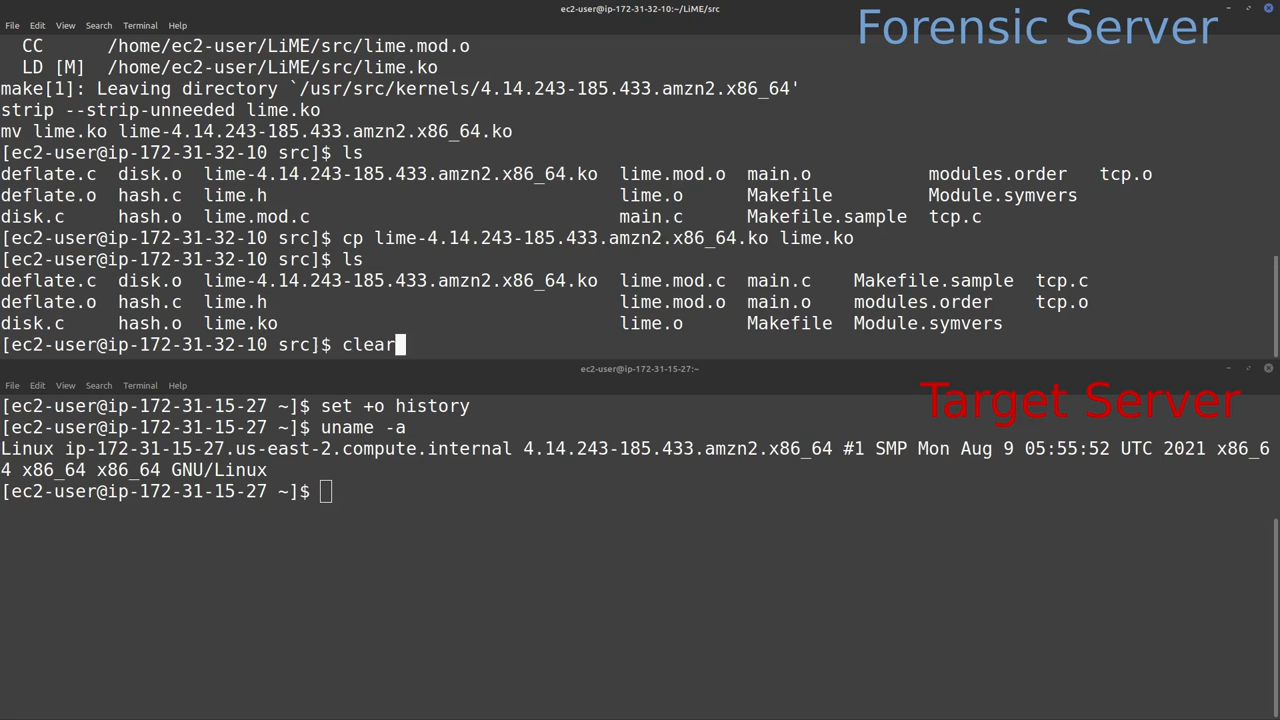 ec2-user@ip-172-31-32-10:~/LiME/src
File Edit View Search Terminal Help
Forensic Server
CC /home/ec2-user/LiME/src/lime.mod.o
LD [M] /home/ec2-user/LiME/src/lime.ko
make[1]: Leaving directory `/usr/src/kernels/4.14.243-185.433.amzn2.x86_64'
strip --strip-unneeded lime.ko
mv lime.ko lime-4.14.243-185.433.amzn2.x86_64.ko
[ec2-user@ip-172-31-32-10 src]$ ls
deflate.c disk.o lime-4.14.243-185.433.amzn2.x86_64.ko lime.mod.o main.o modules.order tcp.o
deflate.o hash.c lime.h lime.o Makefile Module.symvers
disk.c hash.o lime.mod.c main.c Makefile.sample tcp.c
[ec2-user@ip-172-31-32-10 src]$ cp lime-4.14.243-185.433.amzn2.x86_64.ko lime.ko
[ec2-user@ip-172-31-32-10 src]$ ls
deflate.c disk.o lime-4.14.243-185.433.amzn2.x86_64.ko lime.mod.c main.c Makefile.sample tcp.c
deflate.o hash.c lime.h lime.mod.o main.o modules.order tcp.o
disk.c hash.o lime.ko lime.o Makefile Module.symvers
[ec2-user@ip-172-31-32-10 src]$ clear
ec2-user@ip-172-31-15-27:~
File Edit View Search Terminal Help
Target Server
[ec2-user@ip-172-31-15-27 ~]$ set +o history
[ec2-user@ip-172-31-15-27 ~]$ uname -a
Linux ip-172-31-15-27.us-east-2.compute.internal 4.14.243-185.433.amzn2.x86_64 #1 SMP Mon Aug 9 05:55:52 UTC 2021 x86_6
4 x86_64 x86_64 GNU/Linux
[ec2-user@ip-172-31-15-27 ~]$